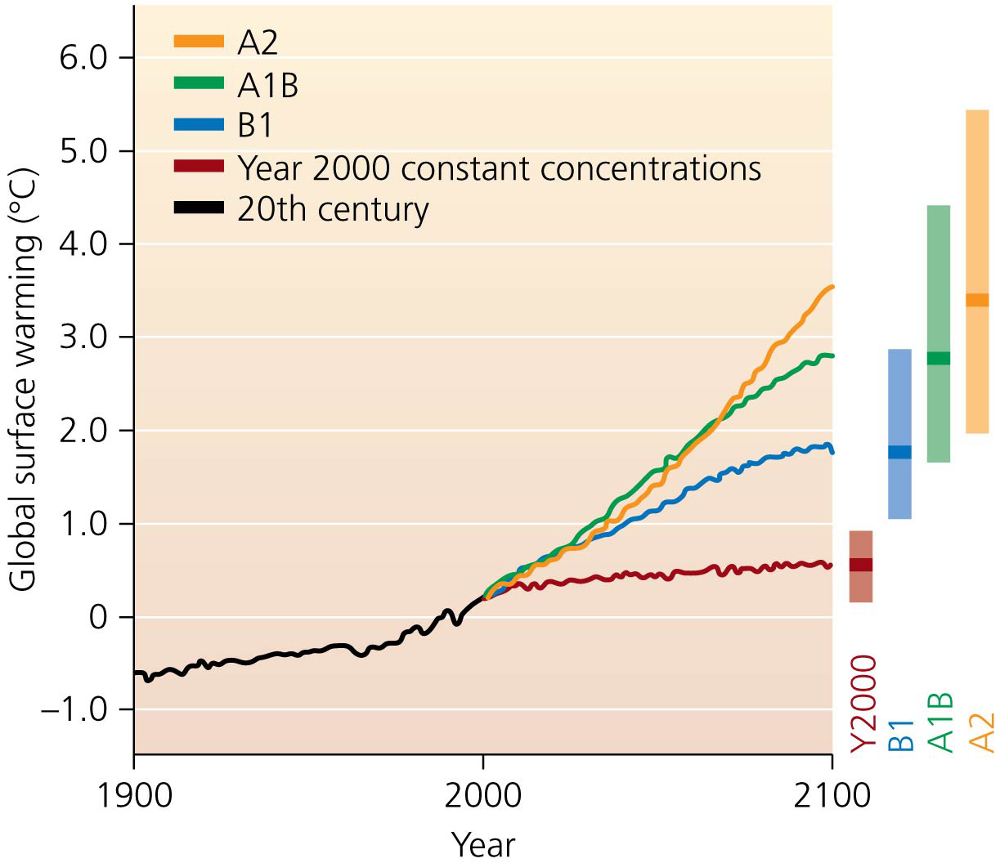 A2
A1B
B1
Year 2000 constant concentrations
20th century
Global surface warming (°C)
6.0
5.0
4.0
3.0
2.0
1.0
0
–1.0
1900
2000
2100
Year
Y2000
B1
A1B
A2